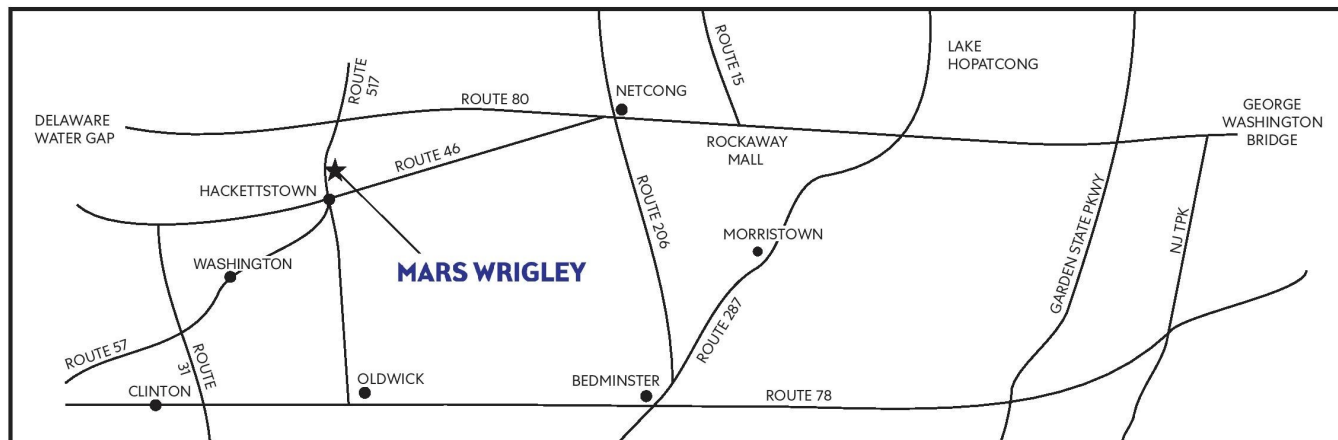 ROUTE
517
ROUTE 15
LAKE
HOPATCONG
NETCONG
ROUTE 80
DELAWARE
WATER GAP
GEORGE
WASHINGTON
BRIDGE
ROCKAWAY
MALL
ROUTE 46
HACKETTSTOWN
ROUTE 206
GARDEN STATE PKWY
NJ TPK
MORRISTOWN
WASHINGTON
MARS WRIGLEY
ROUTE 287
ROUTE 57
ROUTE
31
CLINTON
OLDWICK
BEDMINSTER
ROUTE 78